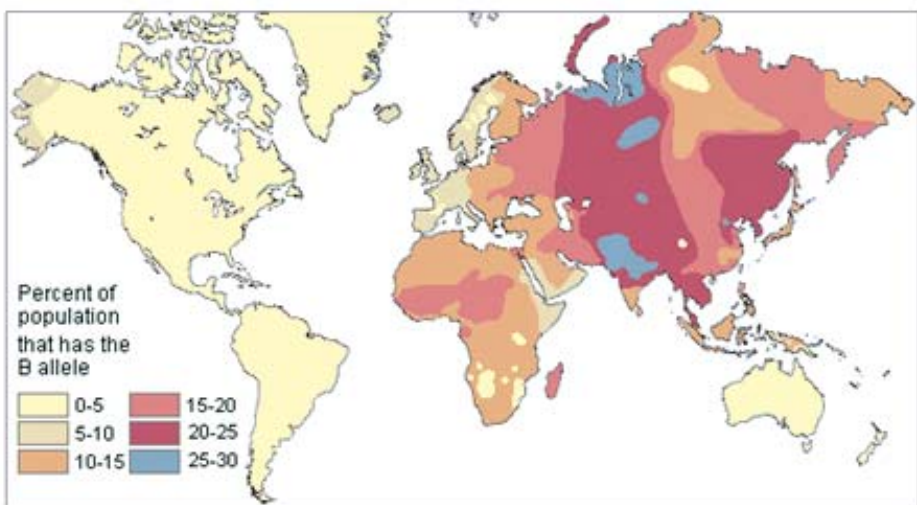 Percent of
population
that has the
B allele
0-5
15-20
5-10
20-25
10-15
25-30